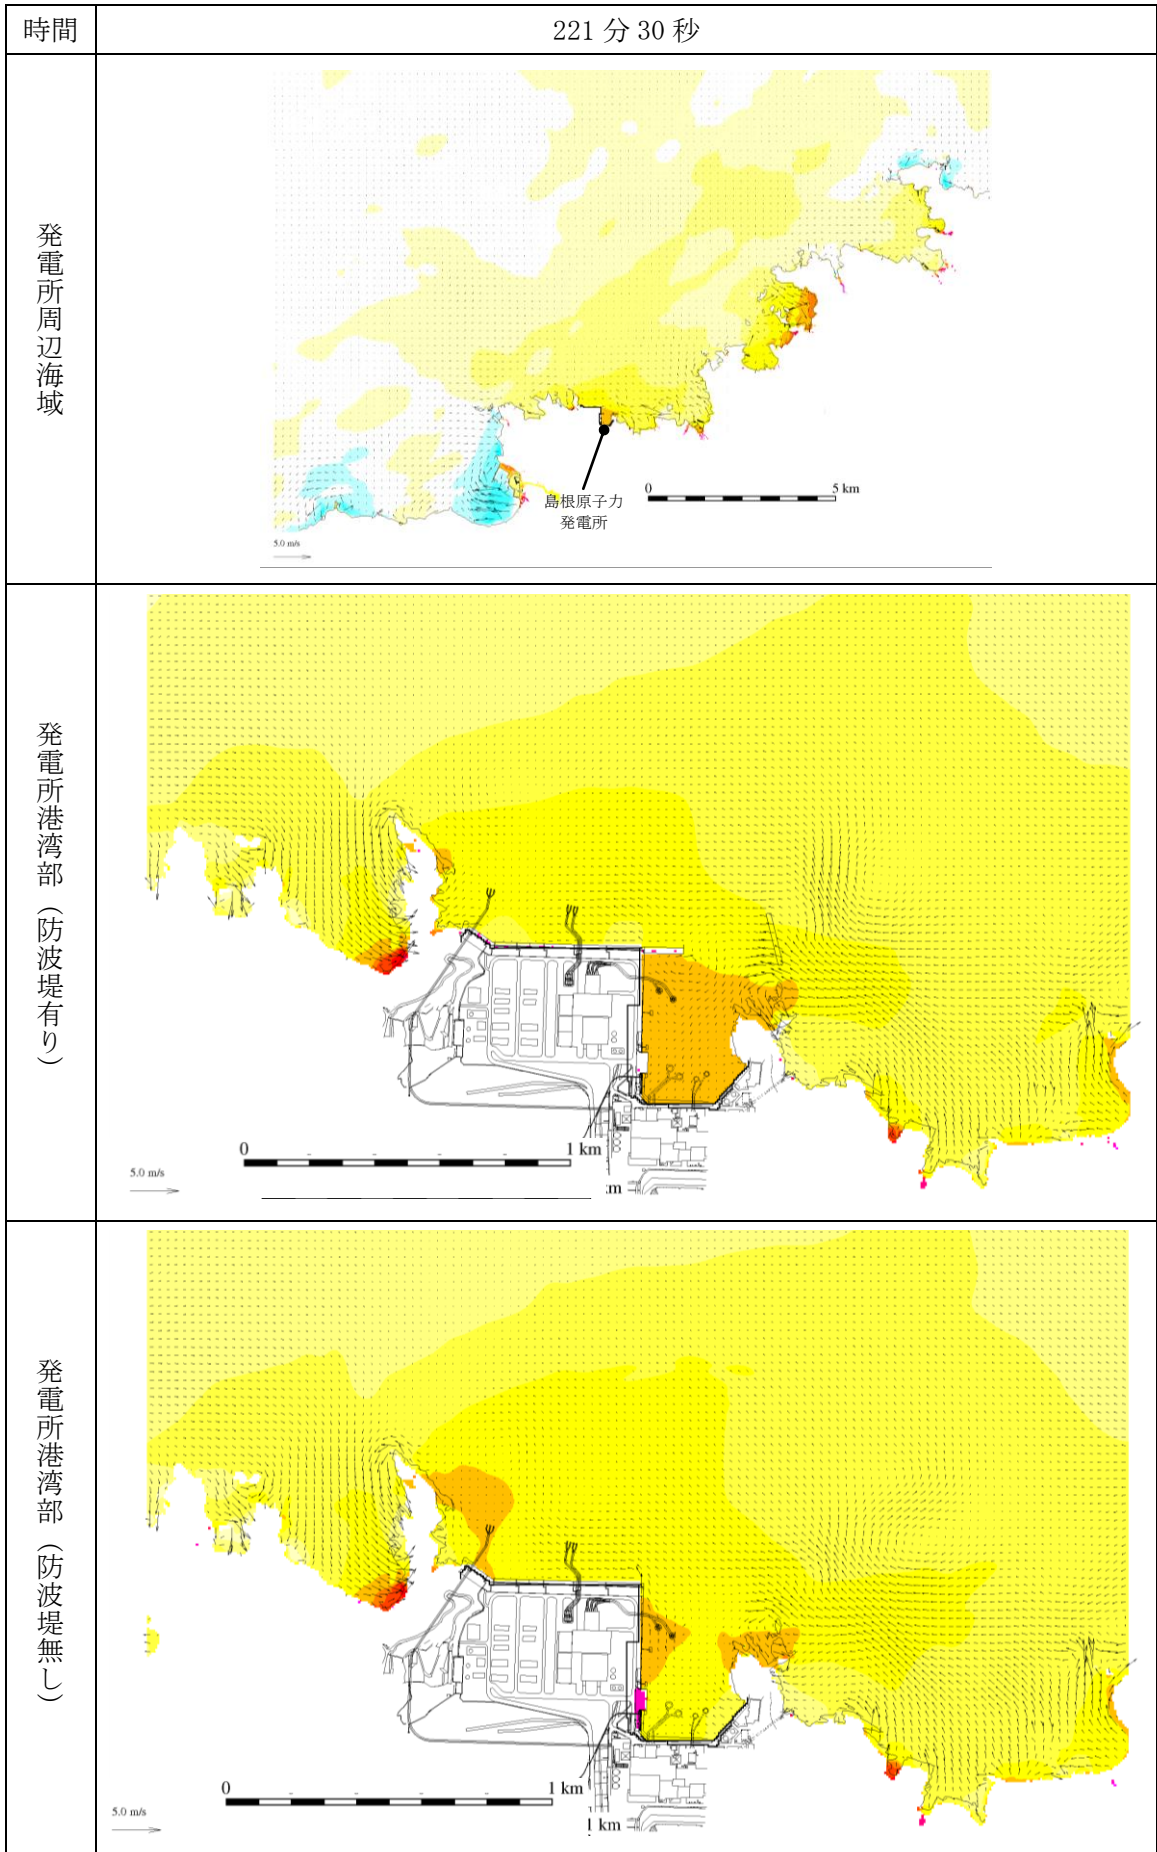 時間
221 分 30 秒
発電所周辺海域
島根原子力
発電所
0
5 km
5.0 m/s
発電所港湾部（防波堤有り）
0
1 km
5.0 m/s
:m
発電所港湾部（防波堤無し）
0
1 km
5.0 m/s
1 km